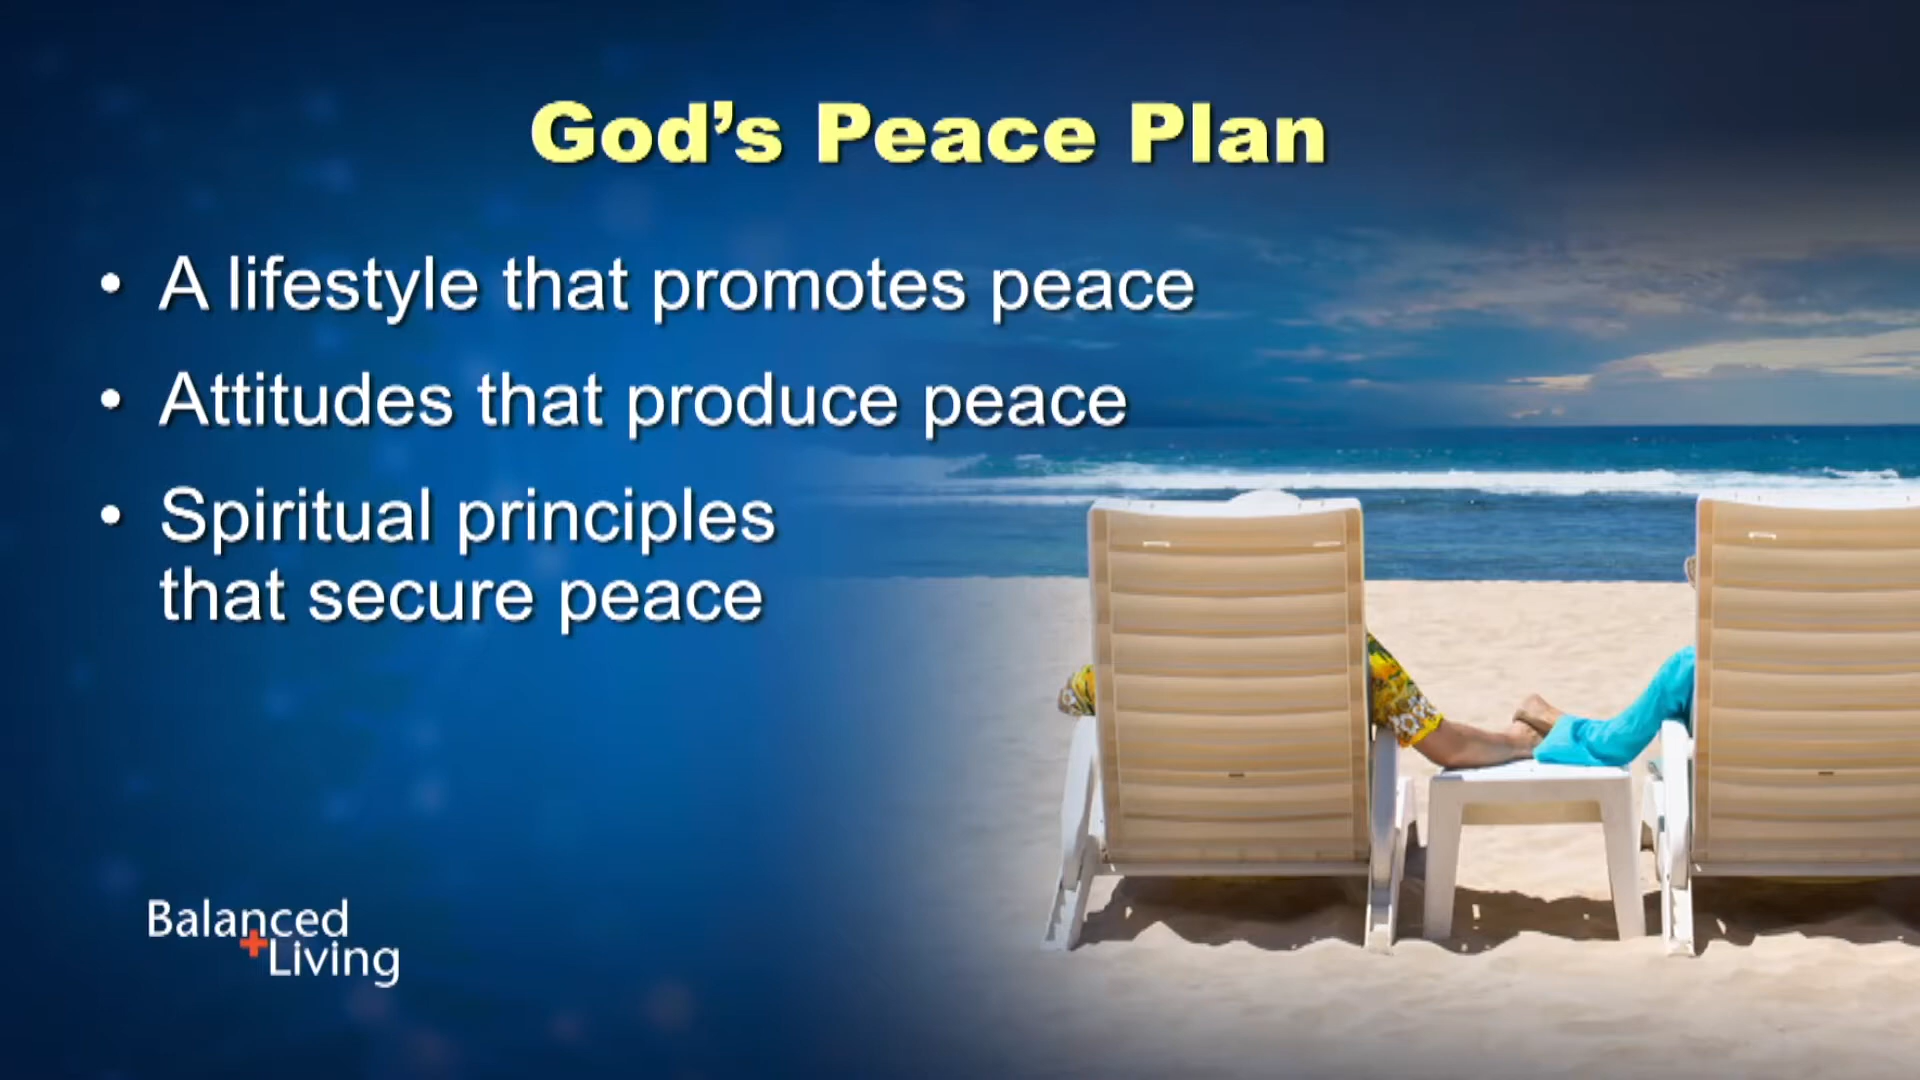 God’s Peace Plan
• A lifestyle that promotes peace
• Attitudes that produce peace
• Spiritual principles
that secure peace
Balanced
+Living